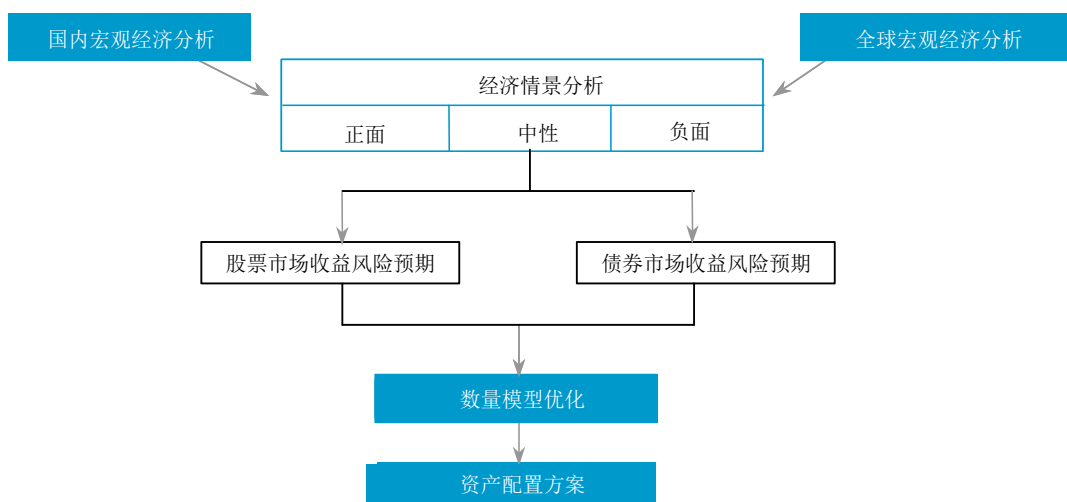 国内宏观经济分析
全球宏观经济分析
经济情景分析
正面
中性
负面
股票市场收益风险预期
债券市场收益风险预期
数量模型优化
资产配置方案